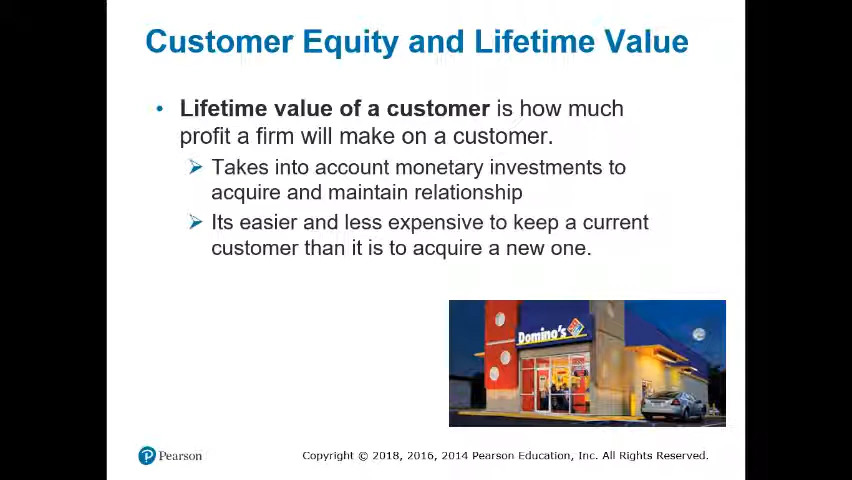 Customer Equity and Lifetime Value
• Lifetime value of a customer is how much
profit a firm will make on a customer.
➢ Takes into account monetary investments to
acquire and maintain relationship
➢ Its easier and less expensive to keep a current
customer than it is to acquire a new one.
Domino's
Pearson
Copyright © 2018, 2016, 2014 Pearson Education, Inc. All Rights Reserved.